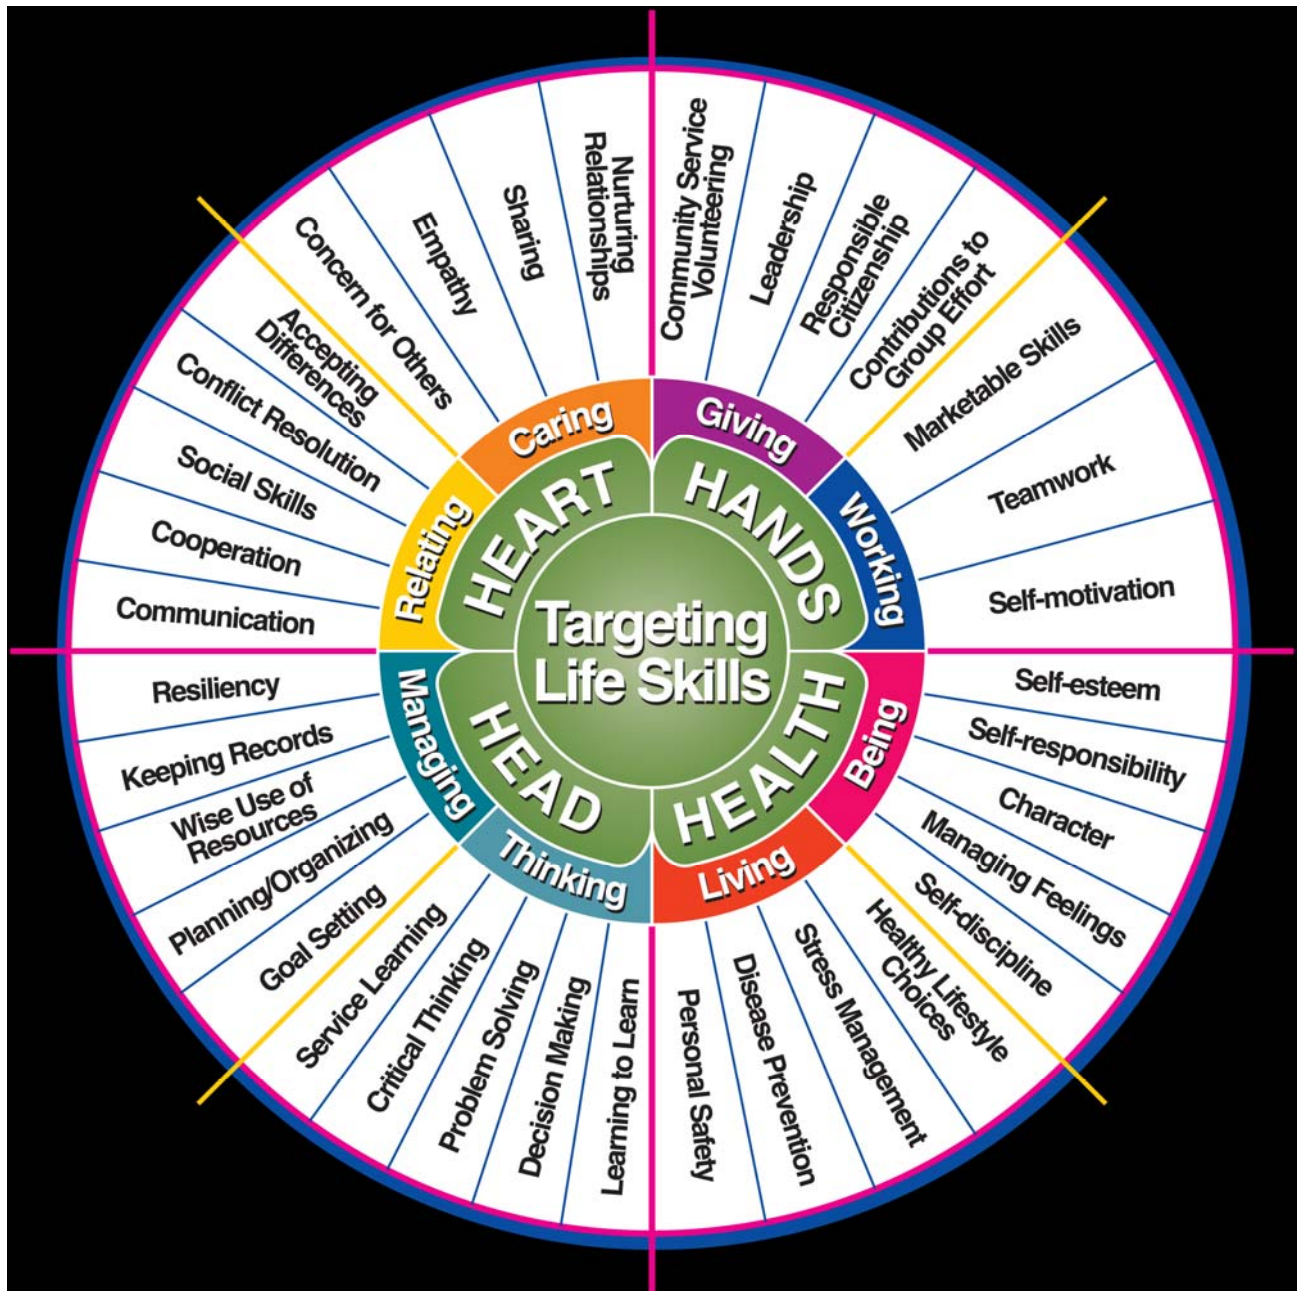 Targeting
Life Skills
HEART
HANDS
HEALTH
HEAD
Caring
Giving
Working
Being
Living
Thinking
Managing
Relating
Community Service
Volunteering
Leadership
Responsible
Citizenship
Contributions to
Group Effort
Marketable Skills
Teamwork
Self-motivation
Self-esteem
Self-responsibility
Character
Managing Feelings
Self-discipline
Healthy Lifestyle
Choices
Stress Management
Disease Prevention
Personal Safety
Learning to Learn
Decision Making
Problem Solving
Critical Thinking
Service Learning
Goal Setting
Planning/Organizing
Wise Use of
Resources
Keeping Records
Resiliency
Communication
Cooperation
Social Skills
Conflict Resolution
Accepting
Differences
Concern for Others
Empathy
Sharing
Nurturing
Relationships